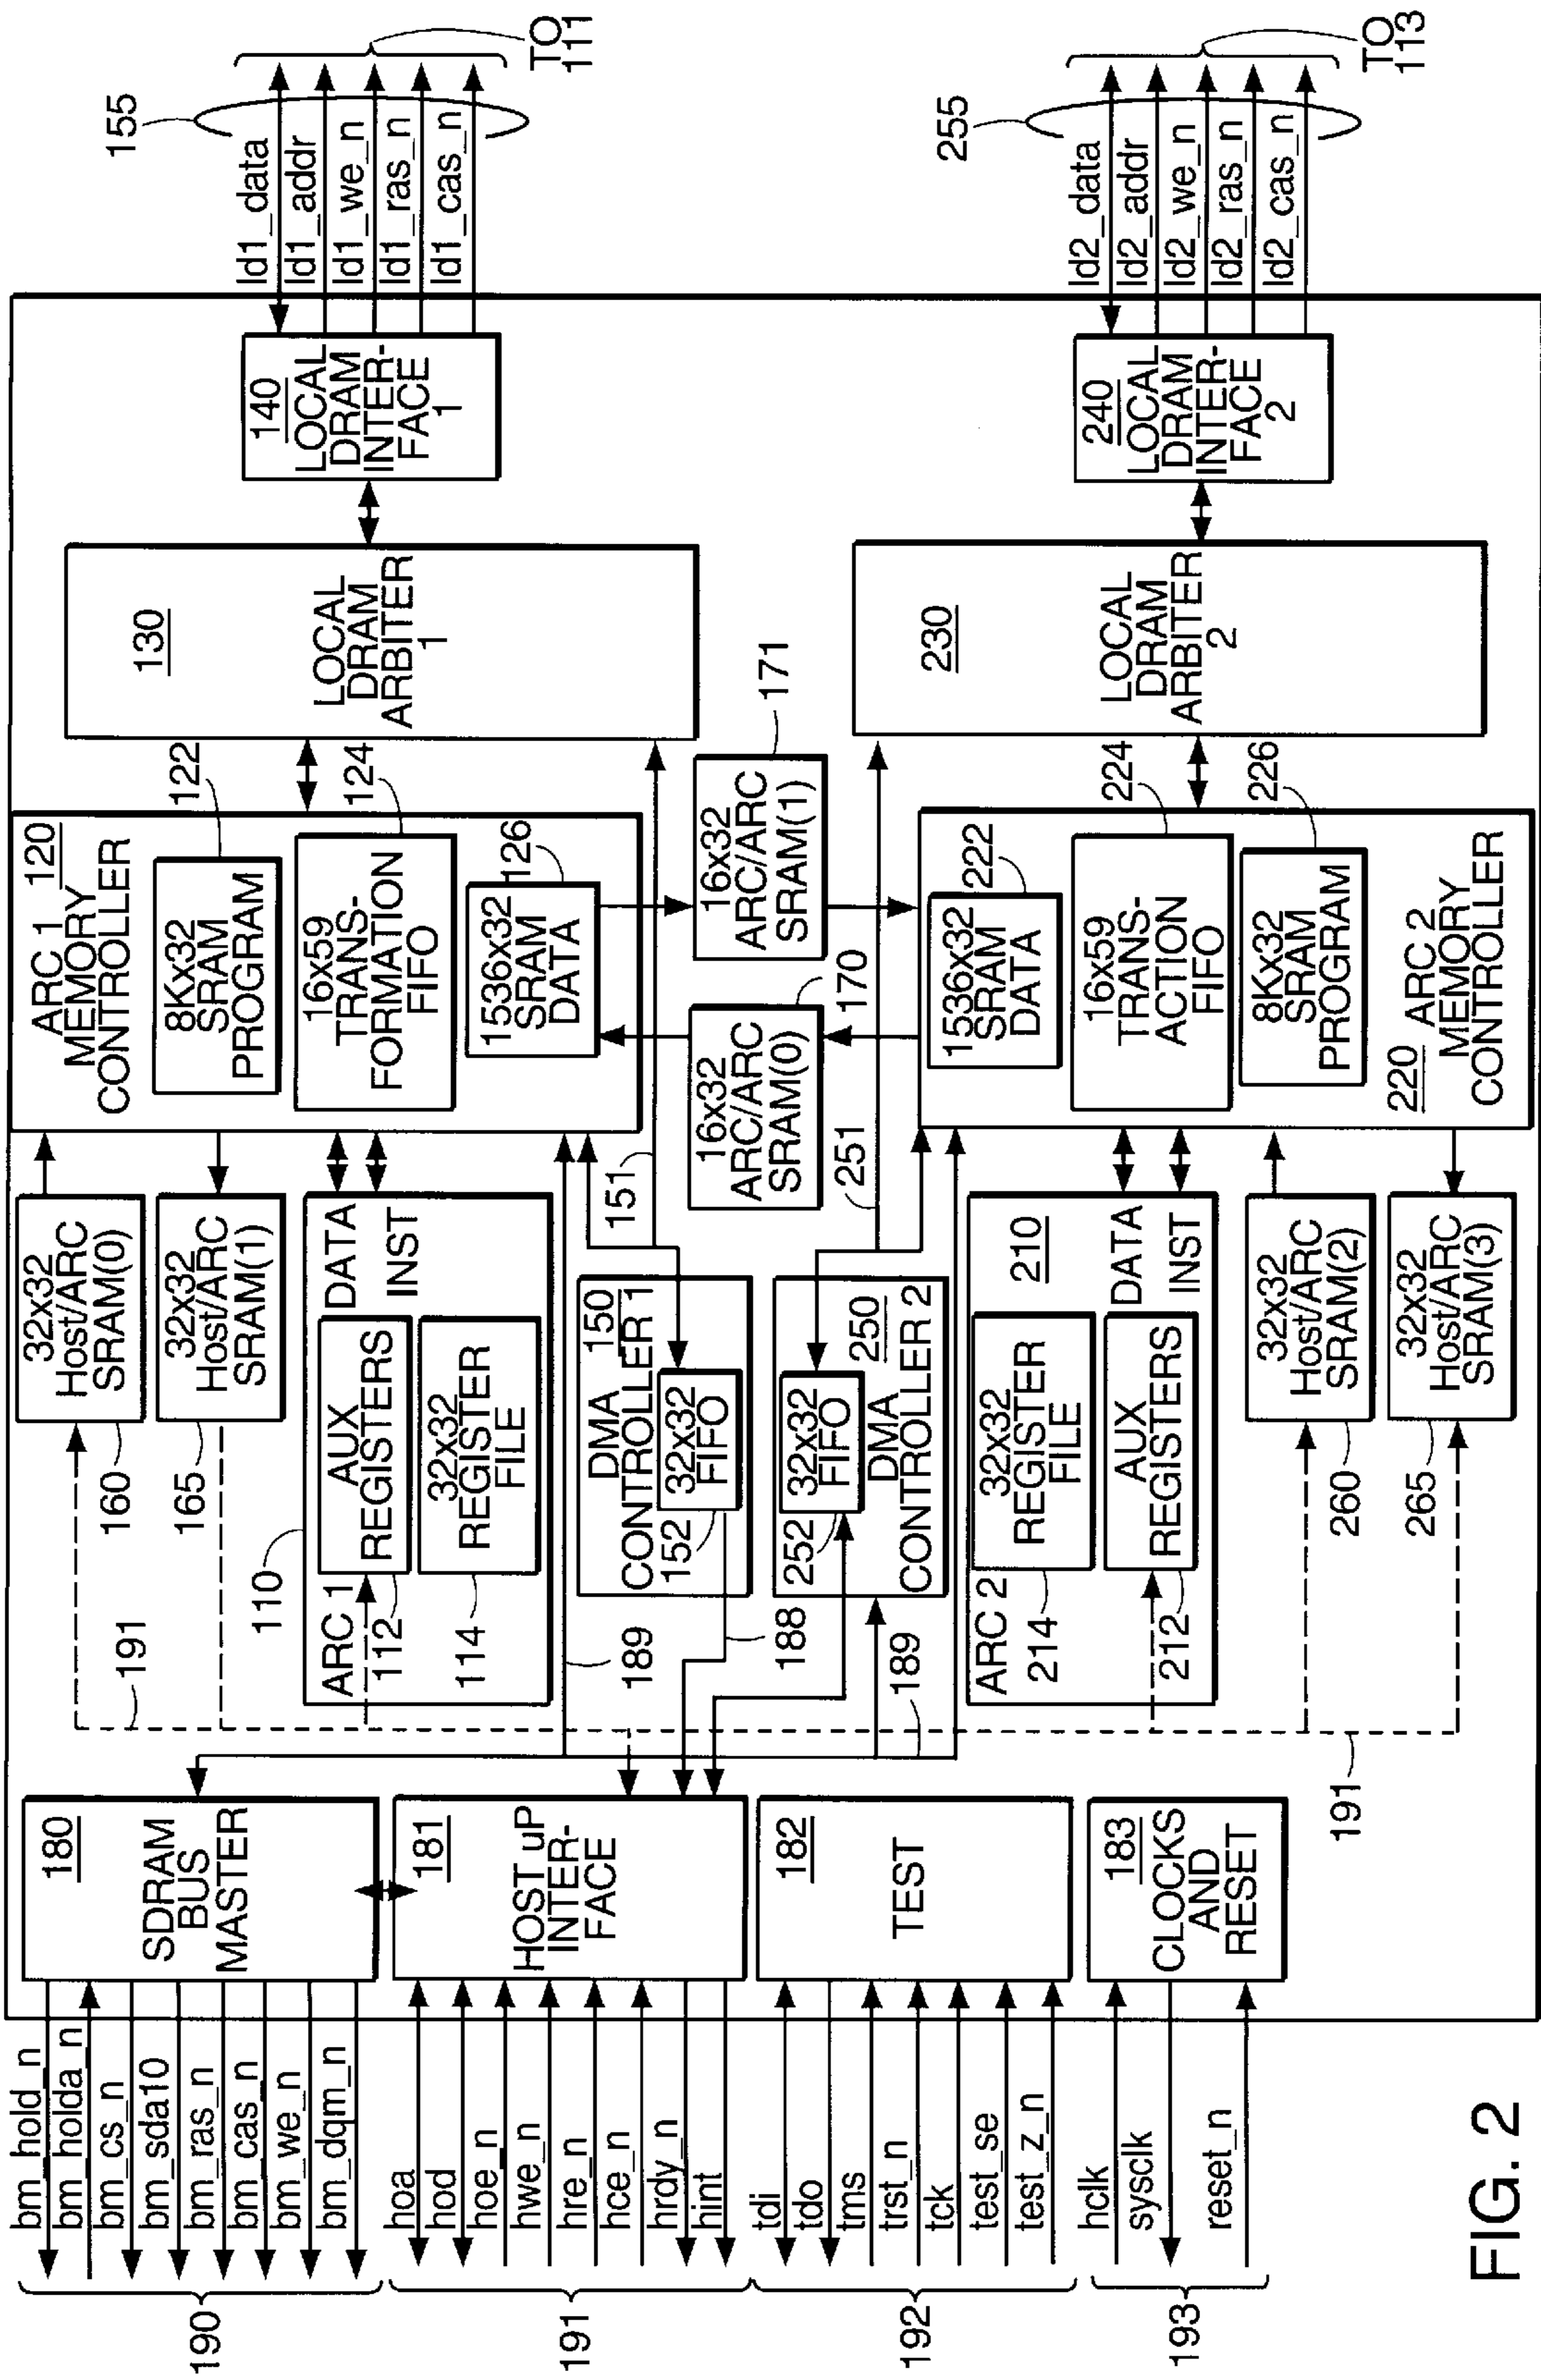 190
bm_hold_n
bm_holda_n
bm_cs_n
bm_sda10
bm_ras_n
bm_cas_n
bm_we_n
bm_dqm_n
191
hoa
hod
hoe_n
hwe_n
hre_n
hce_n
hrdy_n
hint
192
tdi
tdo
tms
trst_n
tck
test_se
test_z_n
193
hclk
sysclk
reset_n
180
SDRAM
BUS
MASTER
181
HOST uP
INTER-
FACE
182
TEST
183
CLOCKS
AND
RESET
191
189
188
189
191
32x32
Host/ARC
SRAM(0)
160
32x32
Host/ARC
SRAM(1)
165
110
ARC 1
AUX
REGISTERS
112
32x32
REGISTER
FILE
114
DATA
INST
DMA
CONTROLLER 1
150
32x32
FIFO
152
151
250
32x32
FIFO
252
DMA
CONTROLLER 2
251
ARC 2
210
32x32
REGISTER
FILE
214
AUX
REGISTERS
212
DATA
INST
32x32
Host/ARC
SRAM(2)
260
32x32
Host/ARC
SRAM(3)
265
ARC 1
MEMORY
CONTROLLER
120
8Kx32
SRAM
PROGRAM
122
16x59
TRANS-
FORMATION
FIFO
124
1536x32
SRAM
DATA
126
16x32
ARC/ARC
SRAM(0)
170
16x32
ARC/ARC
SRAM(1)
171
1536x32
SRAM
DATA
222
16x59
TRANS-
ACTION
FIFO
224
8Kx32
SRAM
PROGRAM
226
220 ARC 2
MEMORY
CONTROLLER
130
LOCAL
DRAM
ARBITER
1
230
LOCAL
DRAM
ARBITER
2
140
LOCAL
DRAM
INTER-
FACE
1
240
LOCAL
DRAM
INTER-
FACE
2
155
ld1_data
ld1_addr
ld1_we_n
ld1_ras_n
ld1_cas_n
TO
111
255
ld2_data
ld2_addr
ld2_we_n
ld2_ras_n
ld2_cas_n
TO
113
FIG. 2